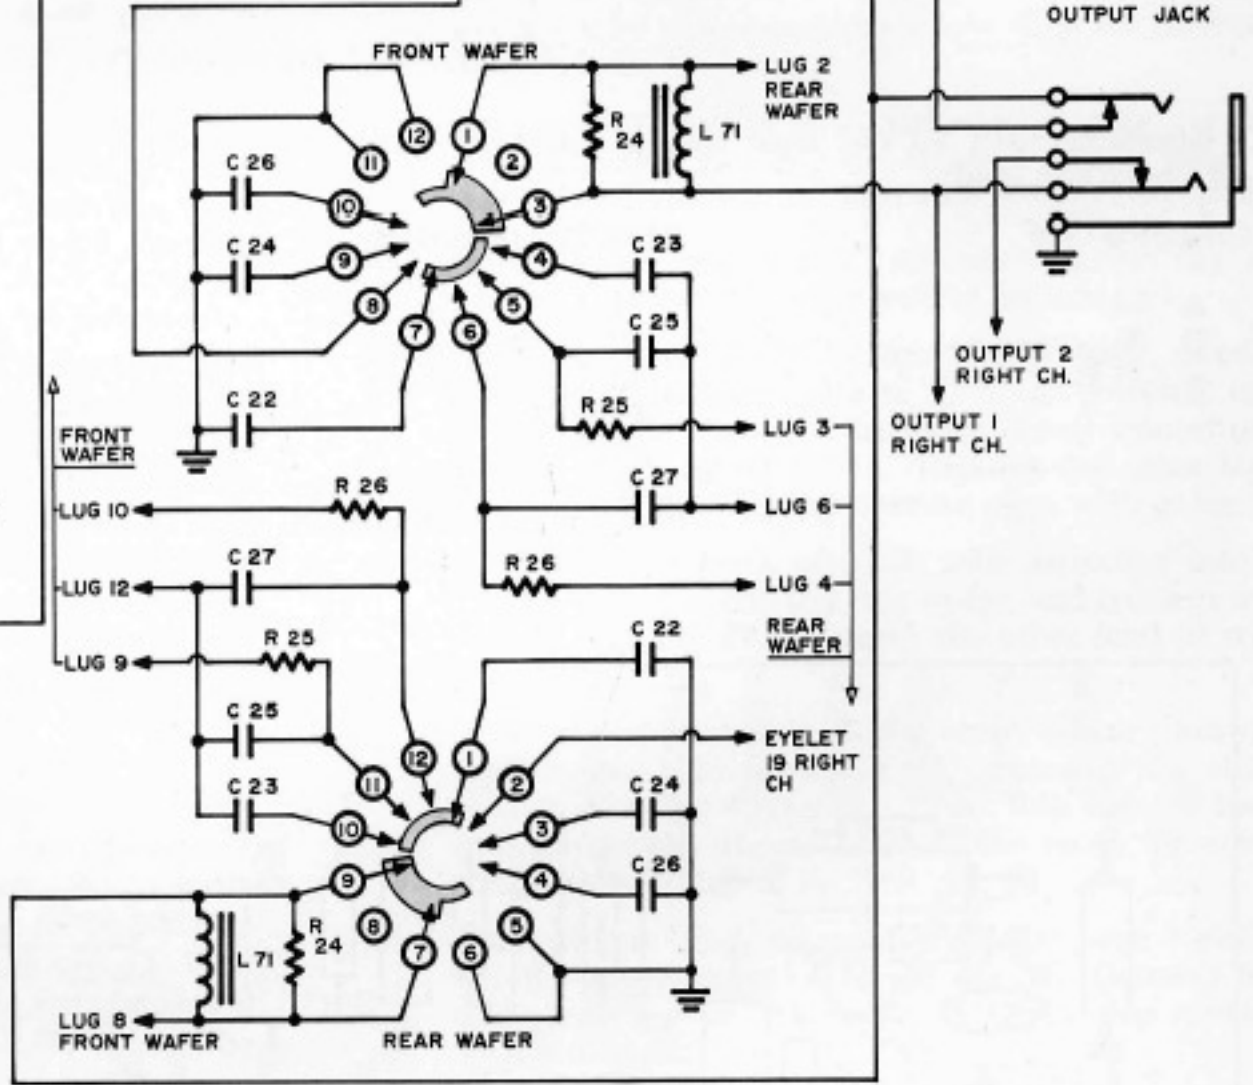 OUTPUT JACK
FRONT WAFER
LUG 2
REAR
WAFER
R
24
L 71
12
1
11
2
C 26
10
3
C 24
9
4
C 23
8
5
7
6
C 25
OUTPUT 2
RIGHT CH.
C 22
R 25
LUG 3
OUTPUT 1
RIGHT CH.
FRONT
WAFER
R 26
C 27
LUG 10
LUG 6
C 27
R 26
LUG 12
LUG 4
R 25
C 22
REAR
WAFER
LUG 9
C 25
12
1
EYELET
19 RIGHT
CH
11
2
C 23
C 24
10
3
C 26
9
4
R
24
L 71
8
5
7
6
LUG 8
FRONT WAFER
REAR WAFER